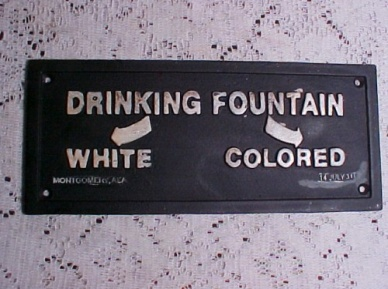 DRINKING FOUNTAIN
WHITE COLORED
MONTGOMERY, ALA